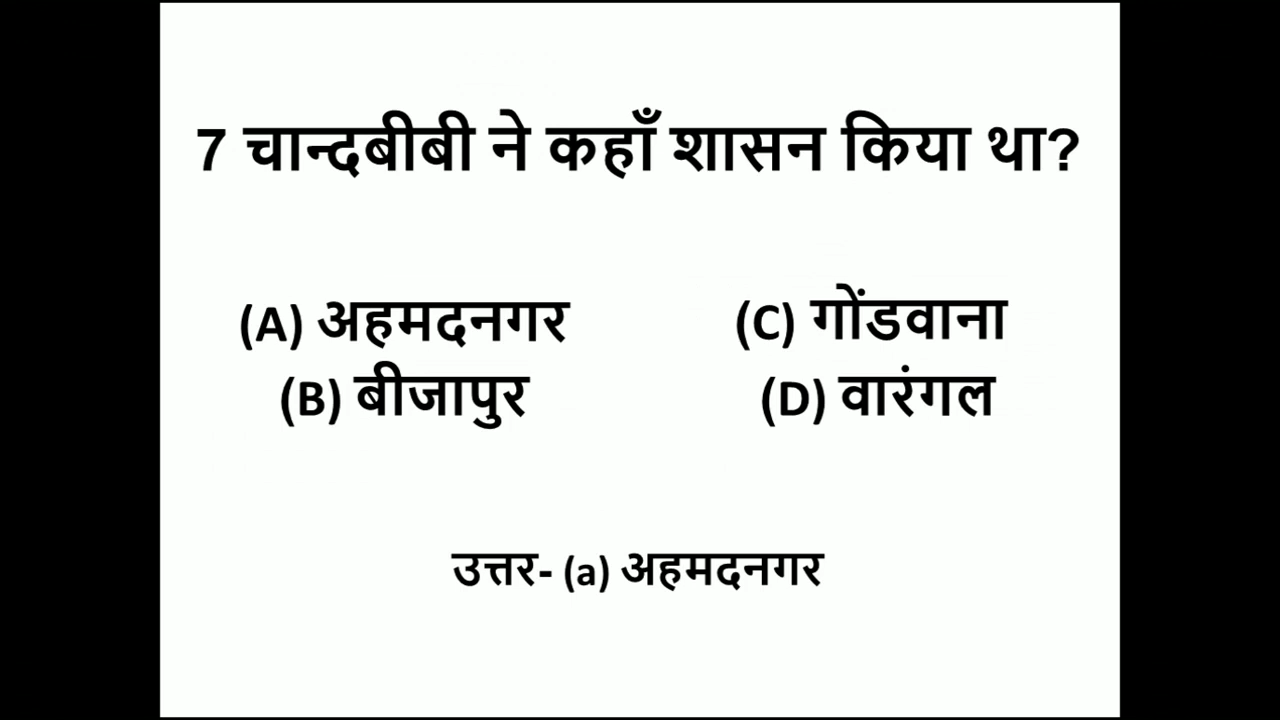 7 चान्दबीबी ने कहाँ शासन किया था?
(A) अहमदनगर
(B) बीजापुर
(C) गोंडवाना
(D) वारंगल
उत्तर- (a) अहमदनगर